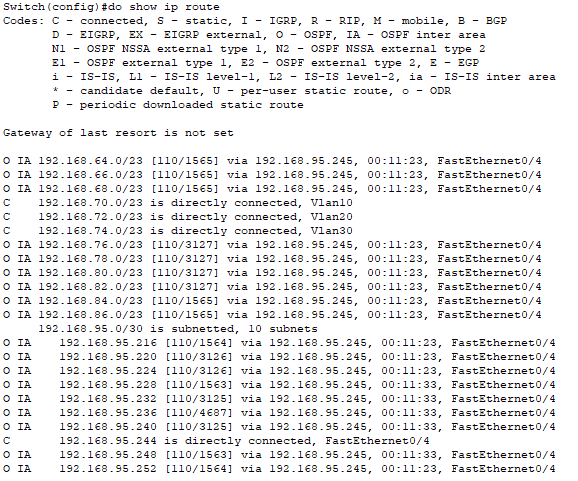 Switch(config)#do show ip route
Codes: C - connected, S - static, I - IGRP, R - RIP, M - mobile, B - BGP
       D - EIGRP, EX - EIGRP external, O - OSPF, IA - OSPF inter area
       N1 - OSPF NSSA external type 1, N2 - OSPF NSSA external type 2
       E1 - OSPF external type 1, E2 - OSPF external type 2, E - EGP
       i - IS-IS, L1 - IS-IS level-1, L2 - IS-IS level-2, ia - IS-IS inter area
       * - candidate default, U - per-user static route, o - ODR
       P - periodic downloaded static route
Gateway of last resort is not set
O IA 192.168.64.0/23 [110/1565] via 192.168.95.245, 00:11:23, FastEthernet0/4
O IA 192.168.66.0/23 [110/1565] via 192.168.95.245, 00:11:23, FastEthernet0/4
O IA 192.168.68.0/23 [110/1565] via 192.168.95.245, 00:11:23, FastEthernet0/4
C    192.168.70.0/23 is directly connected, Vlan10
C    192.168.72.0/23 is directly connected, Vlan20
C    192.168.74.0/23 is directly connected, Vlan30
O IA 192.168.76.0/23 [110/3127] via 192.168.95.245, 00:11:23, FastEthernet0/4
O IA 192.168.78.0/23 [110/3127] via 192.168.95.245, 00:11:23, FastEthernet0/4
O IA 192.168.80.0/23 [110/3127] via 192.168.95.245, 00:11:23, FastEthernet0/4
O IA 192.168.82.0/23 [110/3127] via 192.168.95.245, 00:11:23, FastEthernet0/4
O IA 192.168.84.0/23 [110/1565] via 192.168.95.245, 00:11:23, FastEthernet0/4
O IA 192.168.86.0/23 [110/1565] via 192.168.95.245, 00:11:23, FastEthernet0/4
     192.168.95.0/30 is subnetted, 10 subnets
O IA    192.168.95.216 [110/1564] via 192.168.95.245, 00:11:23, FastEthernet0/4
O IA    192.168.95.220 [110/3126] via 192.168.95.245, 00:11:23, FastEthernet0/4
O IA    192.168.95.224 [110/3126] via 192.168.95.245, 00:11:23, FastEthernet0/4
O IA    192.168.95.228 [110/1563] via 192.168.95.245, 00:11:33, FastEthernet0/4
O IA    192.168.95.232 [110/3125] via 192.168.95.245, 00:11:33, FastEthernet0/4
O IA    192.168.95.236 [110/4687] via 192.168.95.245, 00:11:33, FastEthernet0/4
O IA    192.168.95.240 [110/3125] via 192.168.95.245, 00:11:33, FastEthernet0/4
C       192.168.95.244 is directly connected, FastEthernet0/4
O IA    192.168.95.248 [110/1563] via 192.168.95.245, 00:11:33, FastEthernet0/4
O IA    192.168.95.252 [110/1564] via 192.168.95.245, 00:11:23, FastEthernet0/4